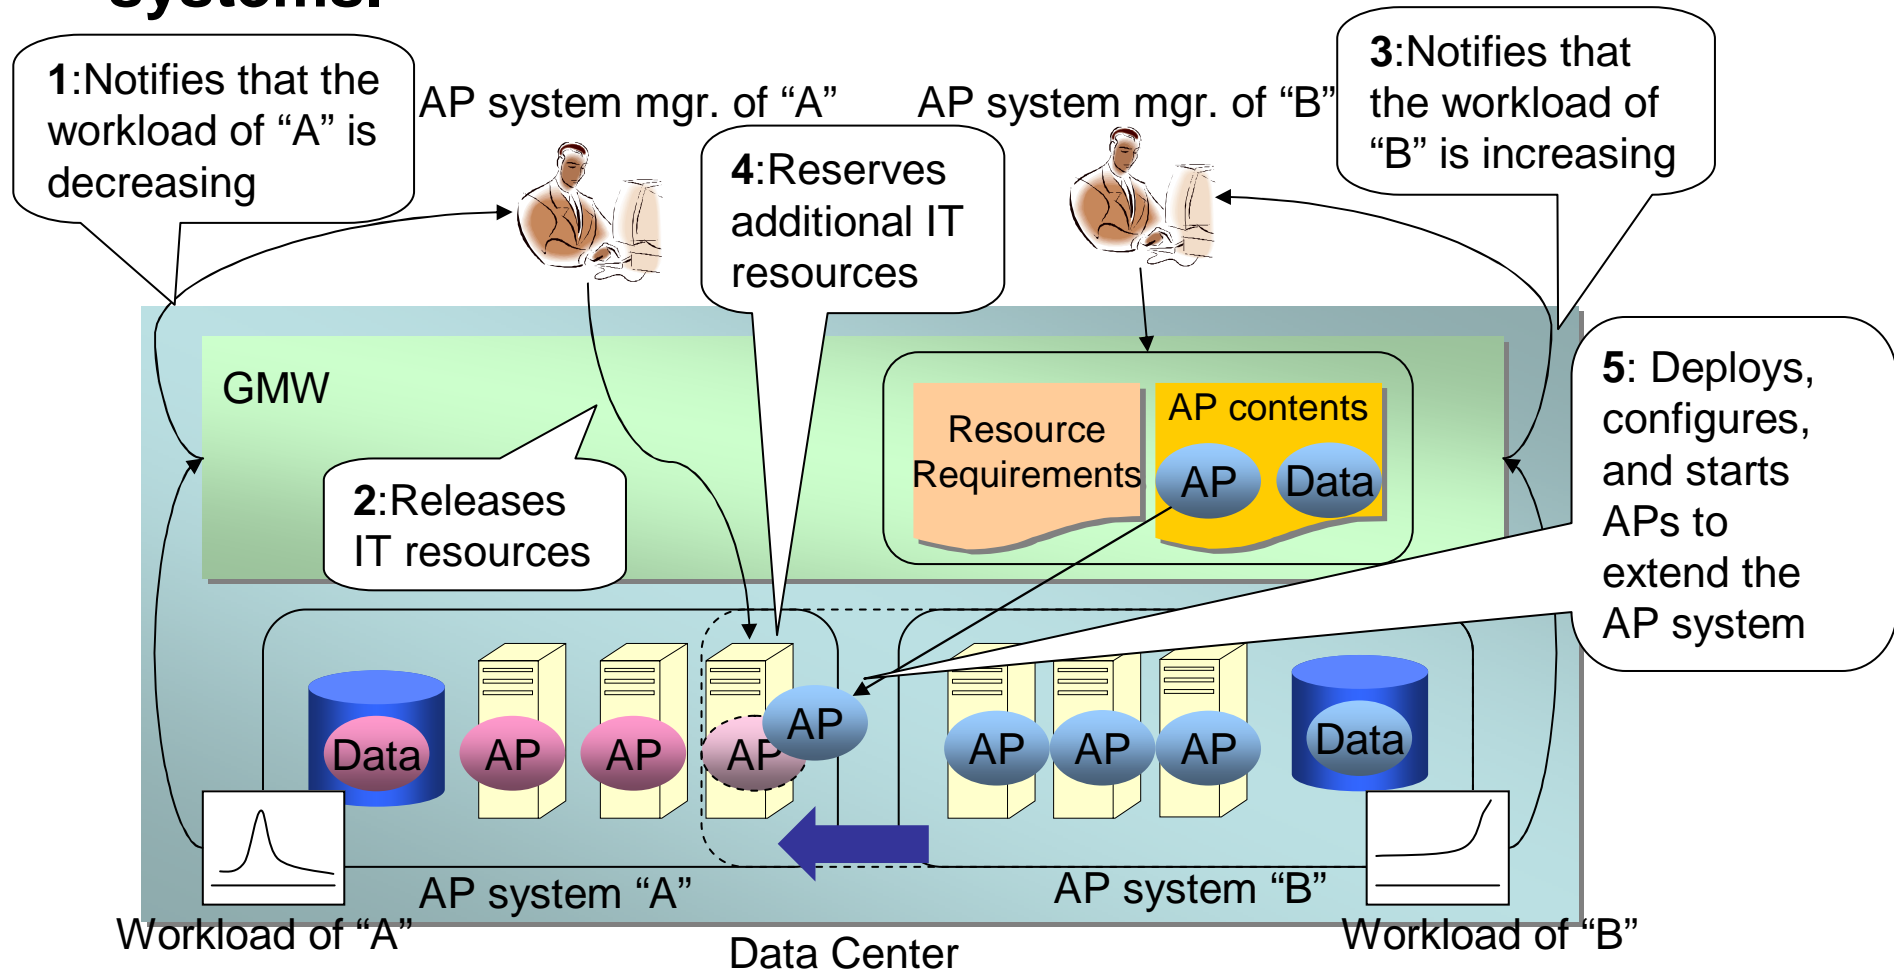 systems.
1:Notifies that the
workload of “A” is
decreasing
AP system mgr. of “A”
AP system mgr. of “B”
3:Notifies that
the workload of
“B” is increasing
4:Reserves
additional IT
resources
GMW
2:Releases
IT resources
Resource
Requirements
AP contents
AP
Data
5: Deploys,
configures,
and starts
APs to
extend the
AP system
Data
AP
AP
AP
AP
AP
AP
AP
Data
AP system “A”
AP system “B”
Workload of “A”
Workload of “B”
Data Center